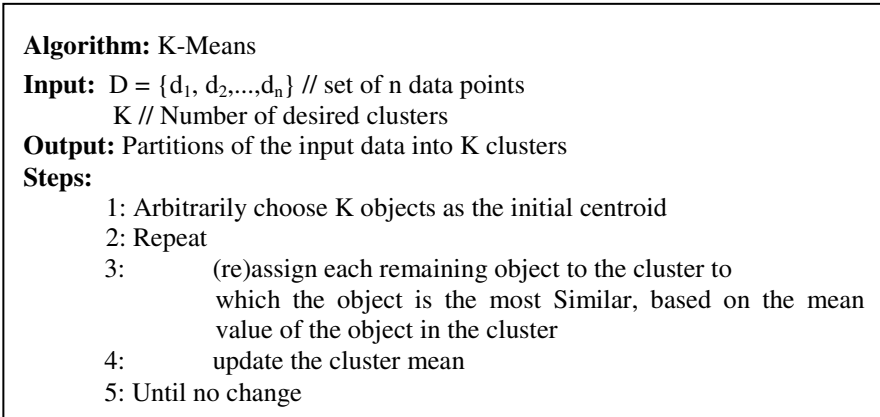 Algorithm: K-Means
Input: D = {d₁, d₂,...,dₙ} // set of n data points
K // Number of desired clusters
Output: Partitions of the input data into K clusters
Steps:
1: Arbitrarily choose K objects as the initial centroid
2: Repeat
3: (re)assign each remaining object to the cluster to
which the object is the most Similar, based on the mean
value of the object in the cluster
4: update the cluster mean
5: Until no change